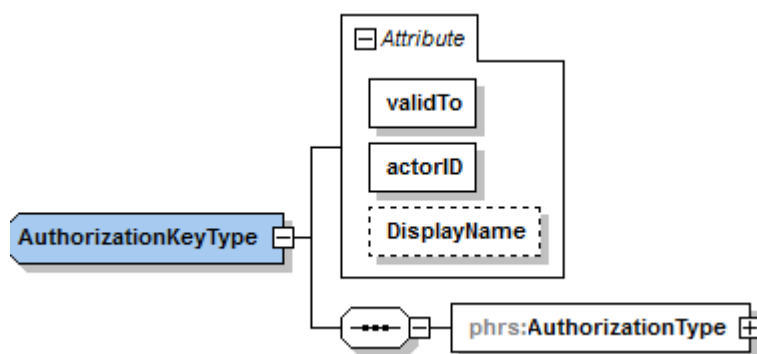 Attribute
validTo
actorID
AuthorizationKeyType
DisplayName
phrs:AuthorizationType